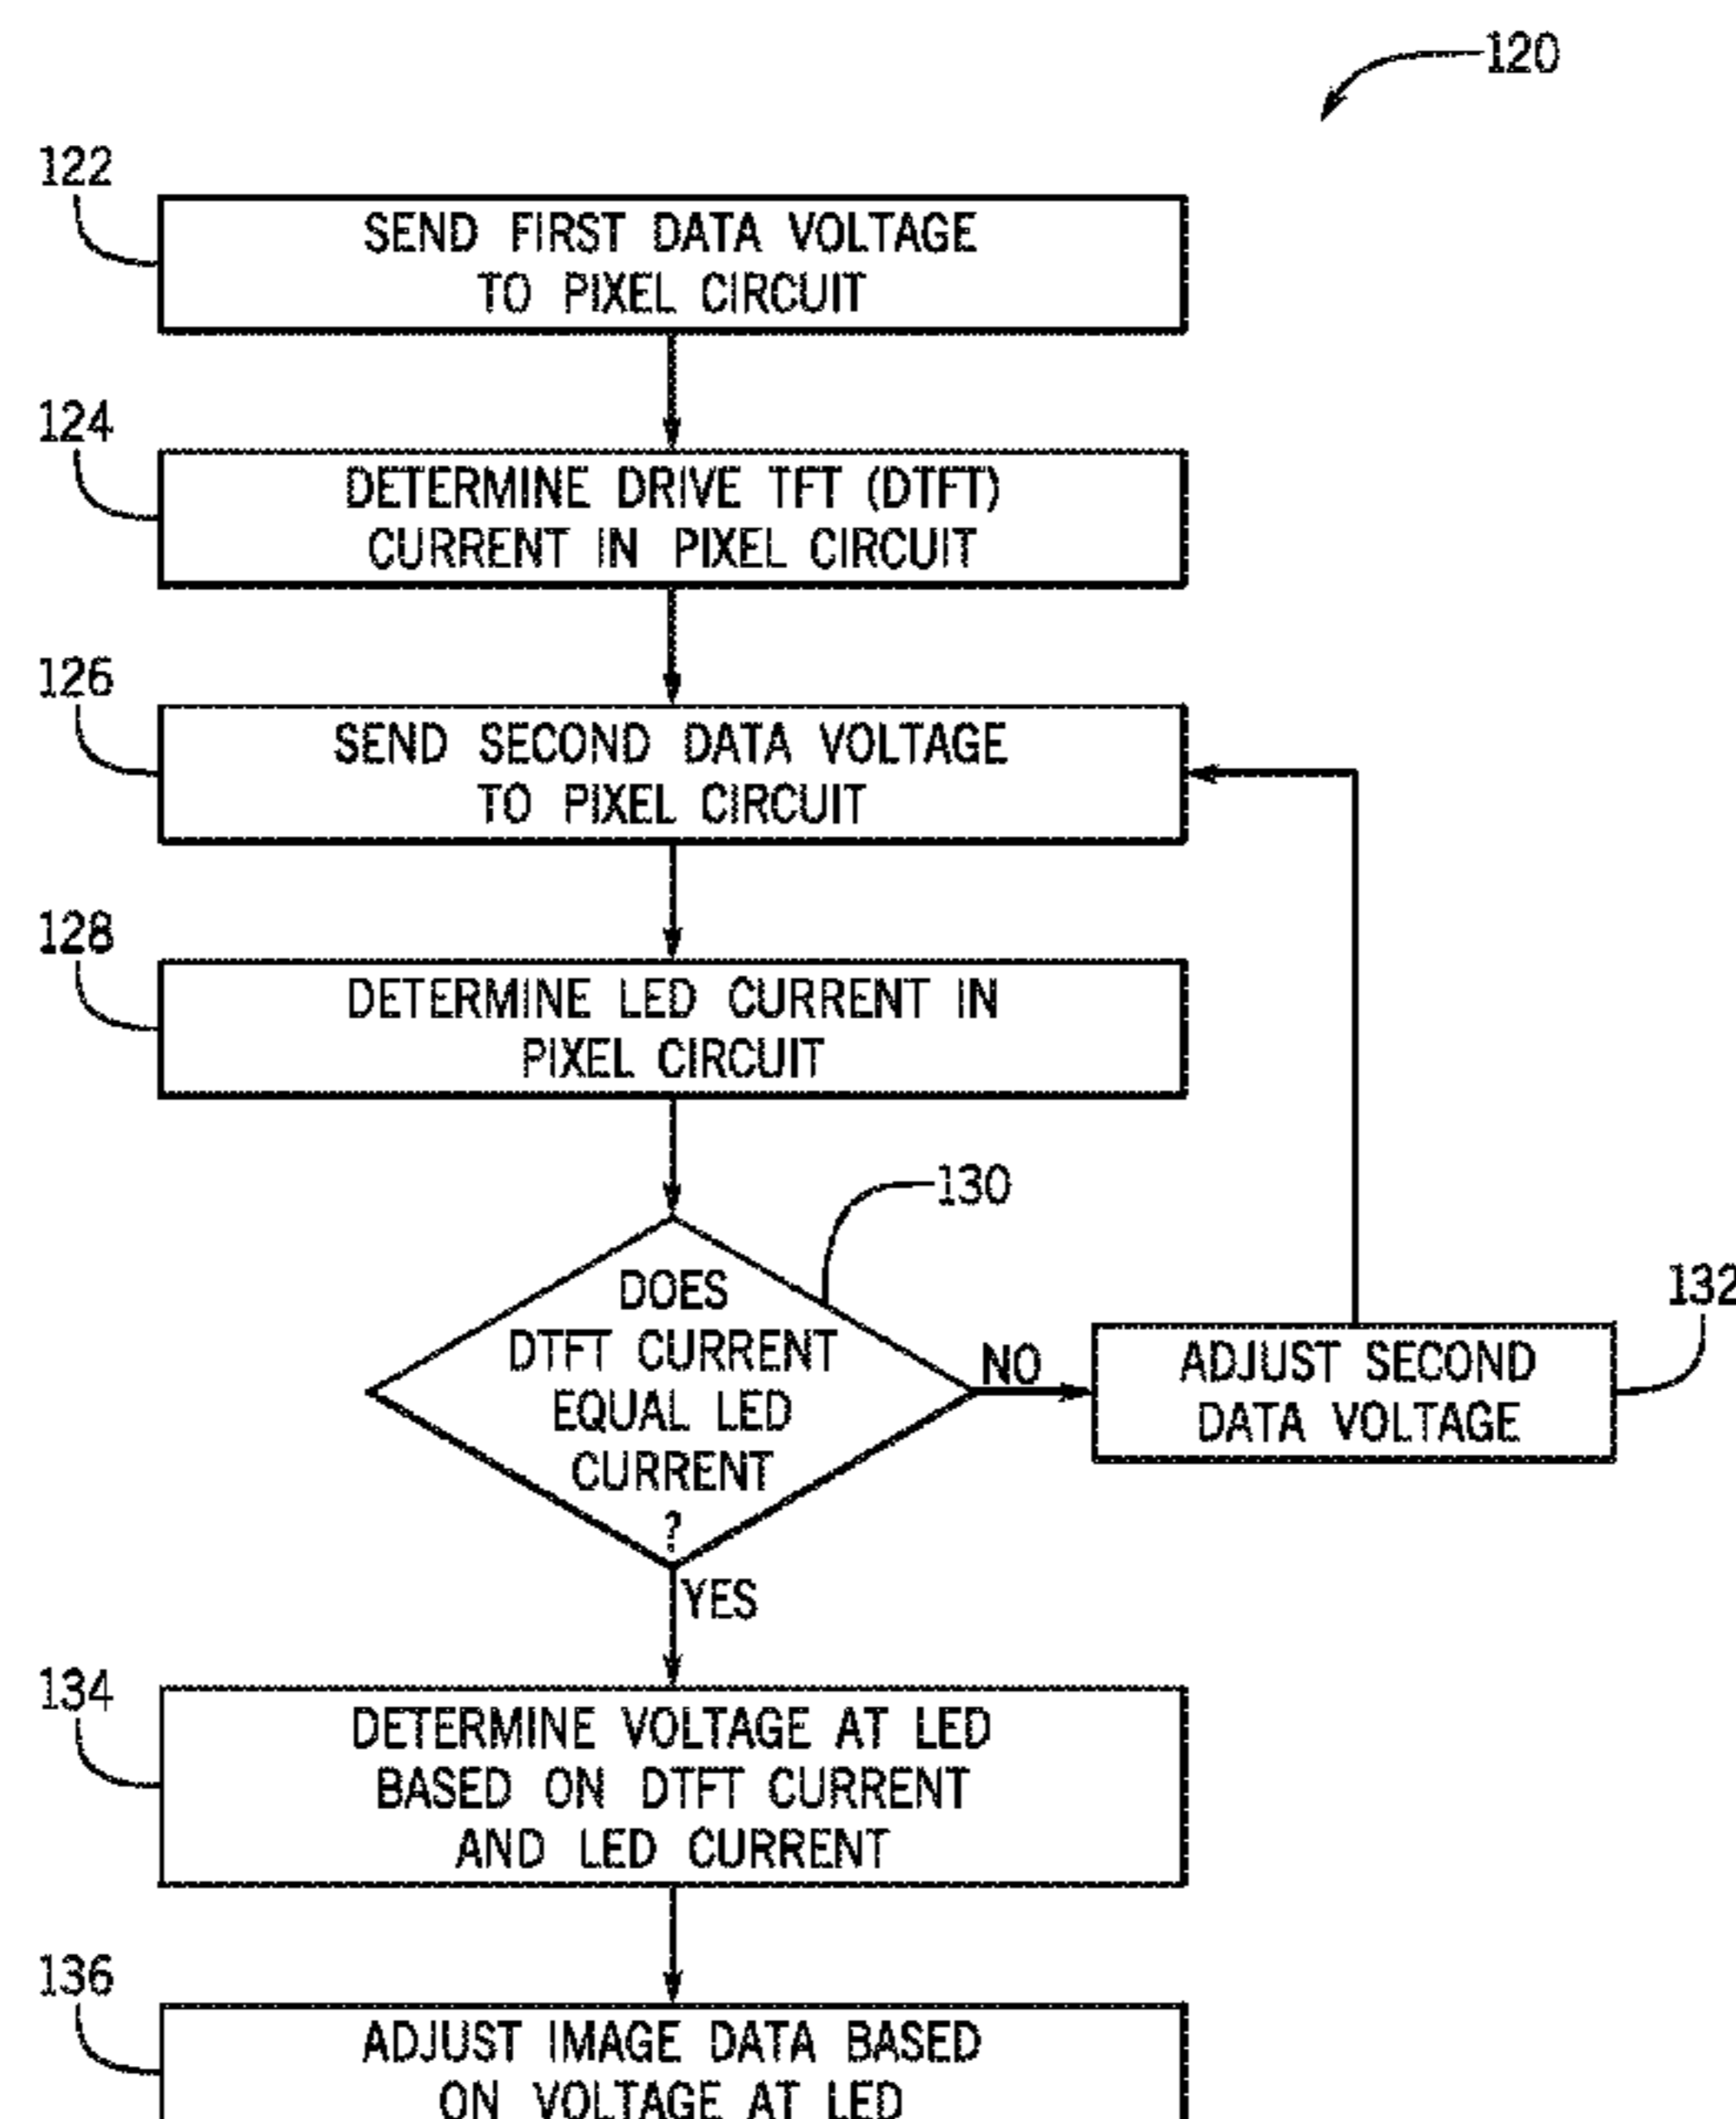 120
122
SEND FIRST DATA VOLTAGE
TO PIXEL CIRCUIT
124
DETERMINE DRIVE TFT (DTFT)
CURRENT IN PIXEL CIRCUIT
126
SEND SECOND DATA VOLTAGE
TO PIXEL CIRCUIT
128
DETERMINE LED CURRENT IN
PIXEL CIRCUIT
130
DOES
DTFT CURRENT
EQUAL LED
CURRENT
?
NO
132
ADJUST SECOND
DATA VOLTAGE
YES
134
DETERMINE VOLTAGE AT LED
BASED ON DTFT CURRENT
AND LED CURRENT
136
ADJUST IMAGE DATA BASED
ON VOLTAGE AT LED